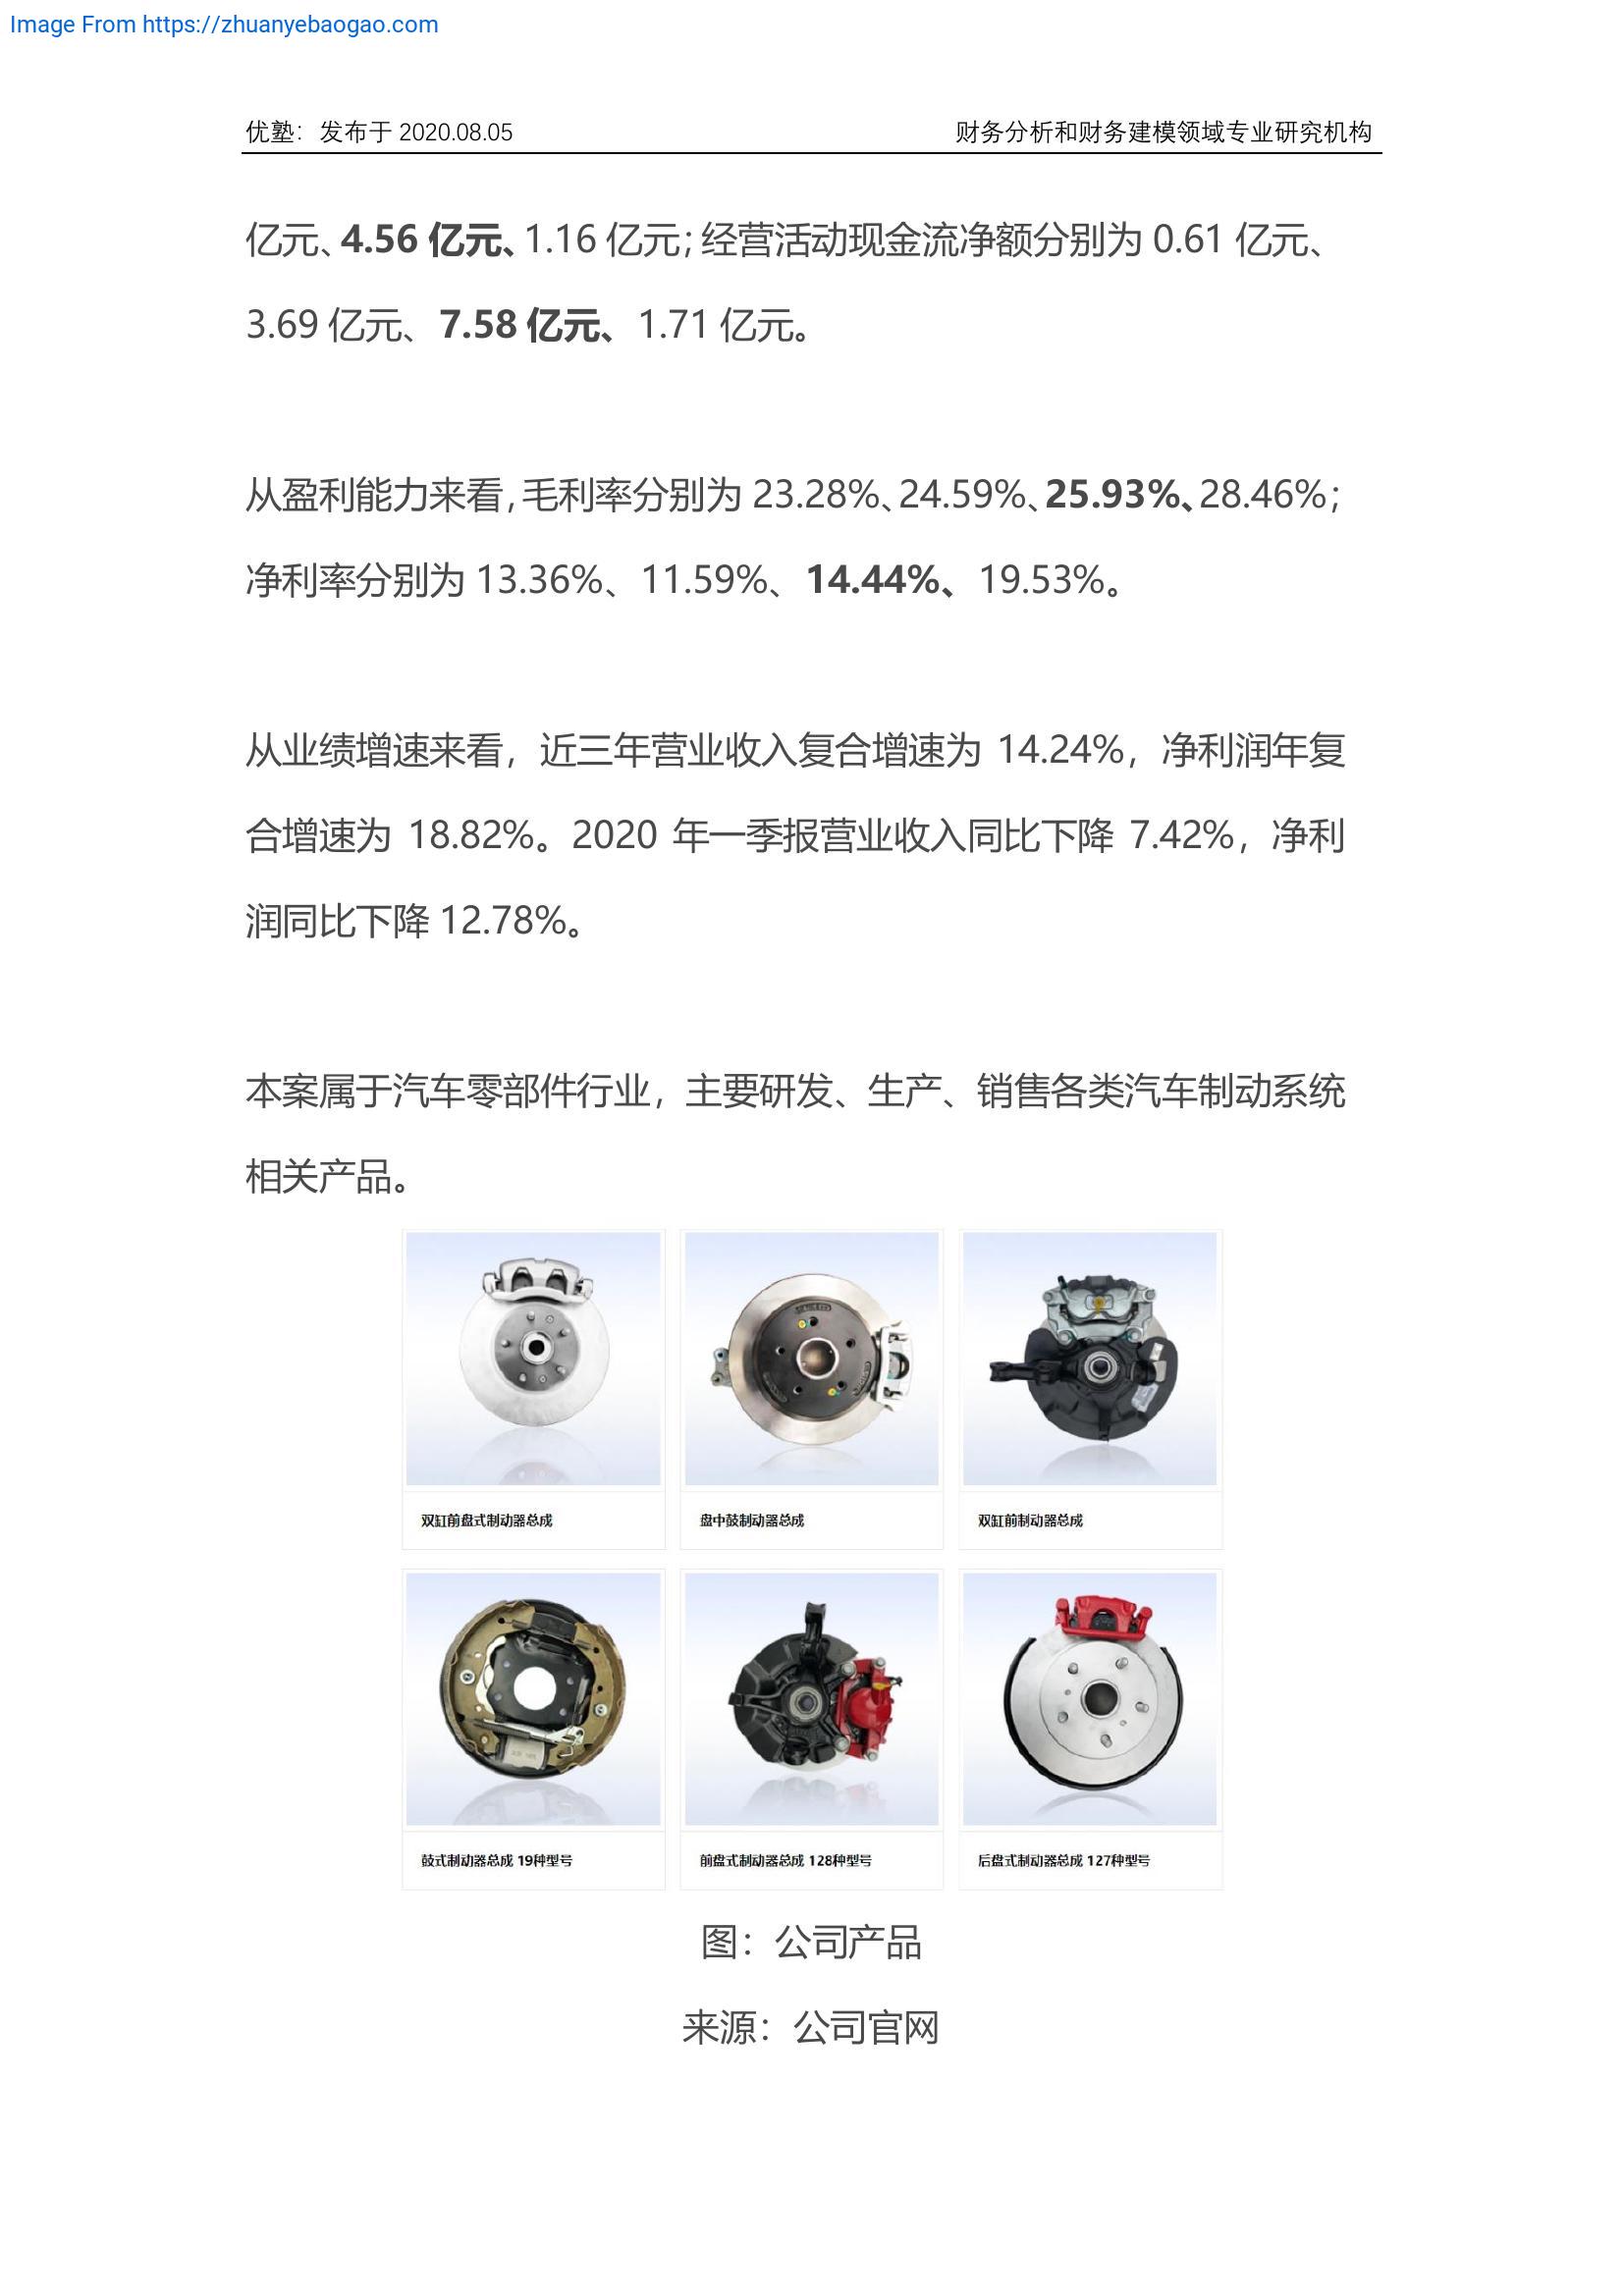 Image From https://zhuanyebaogao.com
优塾：发布于 2020.08.05 财务分析和财务建模领域专业研究机构
亿元、4.56 亿元、1.16 亿元；经营活动现金流净额分别为 0.61 亿元、
3.69 亿元、7.58 亿元、1.71 亿元。
从盈利能力来看，毛利率分别为 23.28%、24.59%、25.93%、28.46%；
净利率分别为 13.36%、11.59%、14.44%、19.53%。
从业绩增速来看，近三年营业收入复合增速为 14.24%，净利润年复
合增速为 18.82%。2020 年一季报营业收入同比下降 7.42%，净利
润同比下降 12.78%。
本案属于汽车零部件行业，主要研发、生产、销售各类汽车制动系统
相关产品。
双缸前盘式制动器总成
盘中鼓制动器总成
双缸前制动器总成
鼓式制动器总成 19种型号
前盘式制动器总成 128种型号
后盘式制动器总成 127种型号
图：公司产品
来源：公司官网